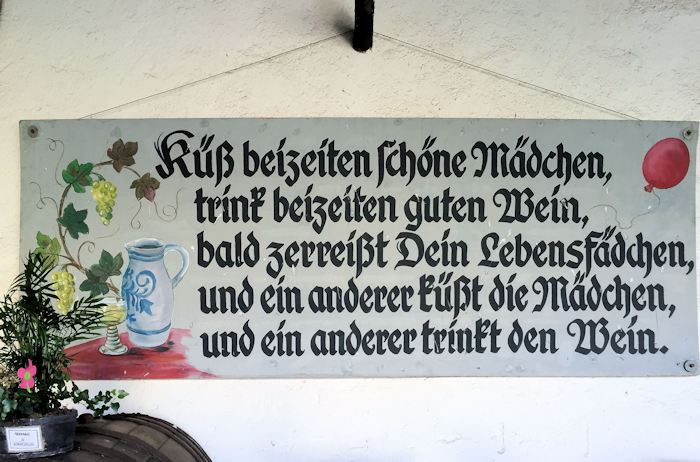 Küß beizeiten schöne Mädchen,
trink beizeiten guten Wein,
bald zerreißt Dein Lebensfädchen,
und ein anderer küßt die Mädchen,
und ein anderer trinkt den Wein.